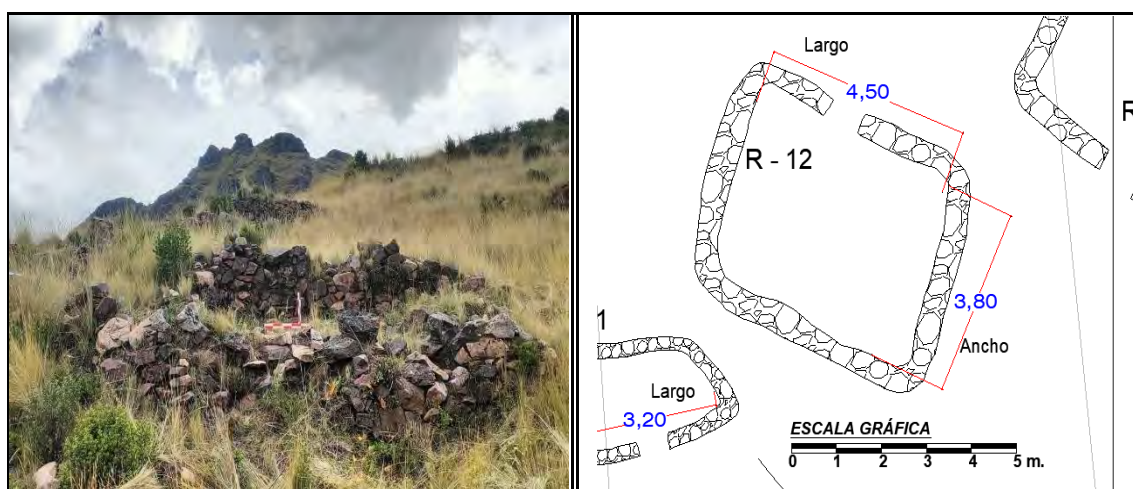 Largo
4,50
R
R - 12
3,80
1
Ancho
Largo
3,20
ESCALA GRÁFICA
0 1 2 3 4 5 m.